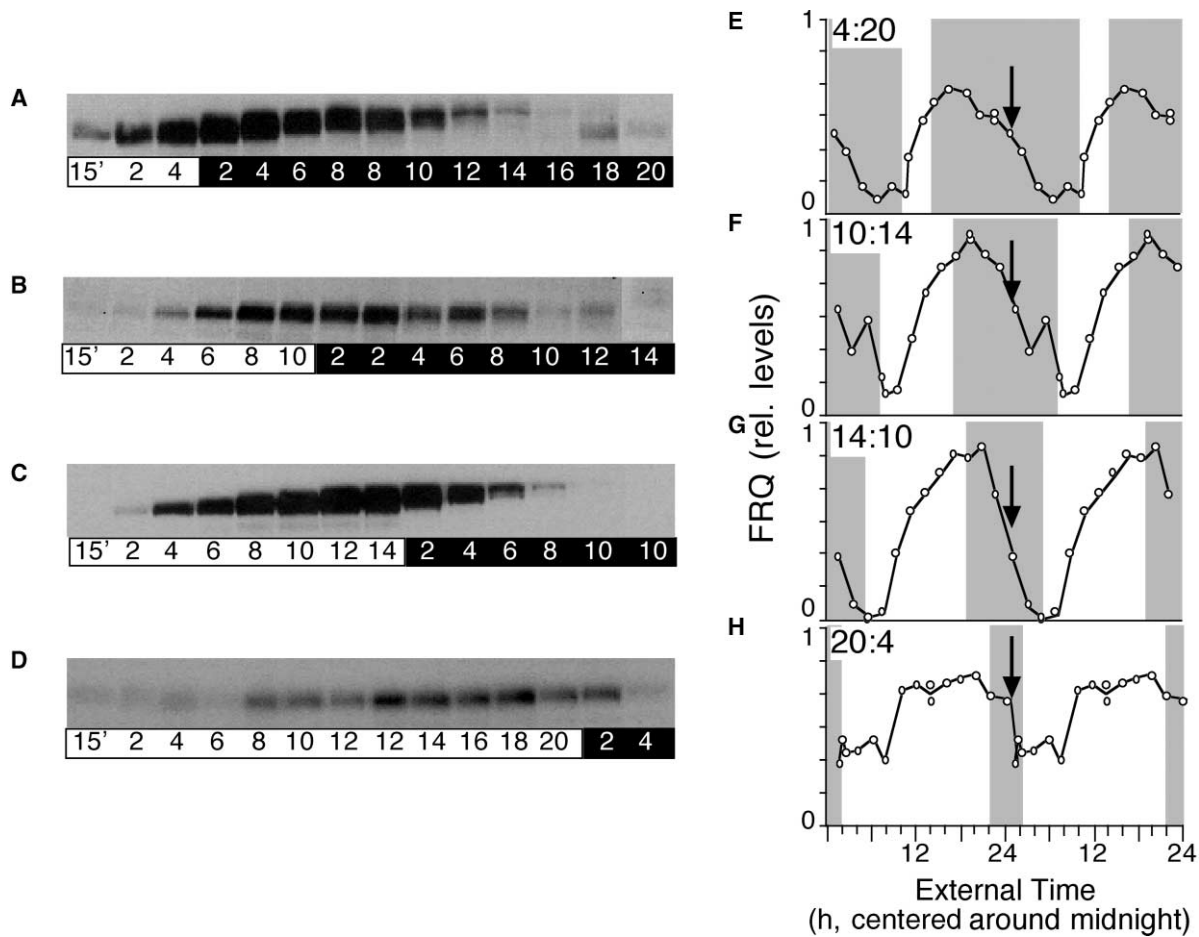 A
15' 2 4 2 4 6 8 8 10 12 14 16 18 20
B
15' 2 4 6 8 10 2 2 4 6 8 10 12 14
C
15' 2 4 6 8 10 12 14 2 4 6 8 10 10
D
15' 2 4 6 8 10 12 12 14 16 18 20 2 4
E
1
4:20
0
F
1
10:14
0
G
1
14:10
0
H
1
20:4
0
FRQ (rel. levels)
12 24 12 24
External Time
(h, centered around midnight)